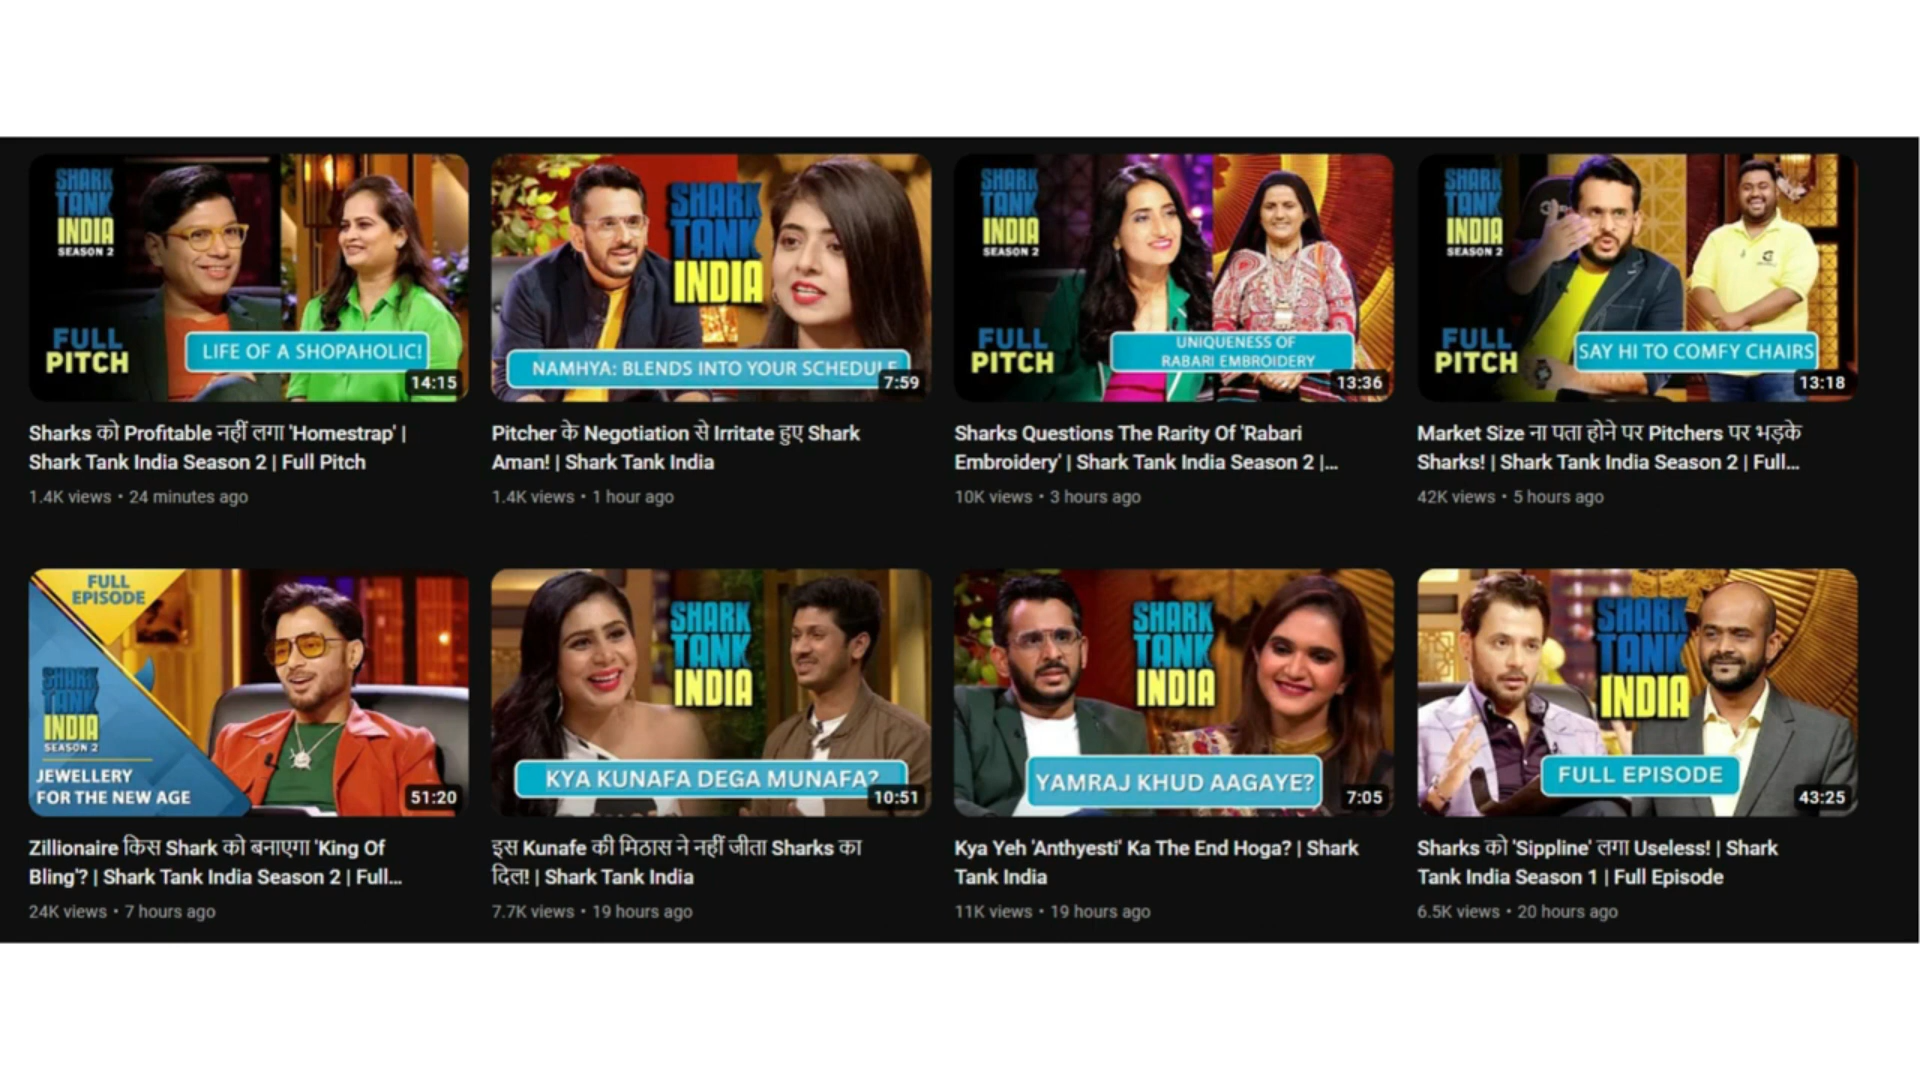 SHARK
TANK
INDIA
SEASON 2
FULL
PITCH
LIFE OF A SHOPAHOLIC!
14:15
Sharks को Profitable नहीं लगा 'Homestrap' |
Shark Tank India Season 2 | Full Pitch
1.4K views • 24 minutes ago
SHARK
TANK
INDIA
NAMHYA: BLENDS INTO YOUR SCHEDULE
7:59
Pitcher के Negotiation से Irritate हुए Shark
Aman! | Shark Tank India
1.4K views • 1 hour ago
SHARK
TANK
INDIA
SEASON 2
FULL
PITCH
UNIQUENESS OF
RABARI EMBROIDERY
13:36
Sharks Questions The Rarity Of 'Rabari
Embroidery' | Shark Tank India Season 2 |...
10K views • 3 hours ago
SHARK
TANK
INDIA
SEASON 2
FULL
PITCH
SAY HI TO COMFY CHAIRS
13:18
Market Size ना पता होने पर Pitchers पर भड़के
Sharks! | Shark Tank India Season 2 | Full...
42K views • 5 hours ago
FULL
EPISODE
SHARK
TANK
INDIA
SEASON 2
JEWELLERY
FOR THE NEW AGE
51:20
Zillionaire किस Shark को बनाएगा 'King Of
Bling'? | Shark Tank India Season 2 | Full...
24K views • 7 hours ago
SHARK
TANK
INDIA
KYA KUNAFA DEGA MUNAFA?
10:51
इस Kunafe की मिठास ने नहीं जीता Sharks का
दिल! | Shark Tank India
7.7K views • 19 hours ago
SHARK
TANK
INDIA
YAMRAJ KHUD AAGAYE?
7:05
Kya Yeh 'Anthyesti' Ka The End Hoga? | Shark
Tank India
11K views • 19 hours ago
SHARK
TANK
INDIA
FULL EPISODE
43:25
Sharks को 'Sippline' लगा Useless! | Shark
Tank India Season 1 | Full Episode
6.5K views • 20 hours ago